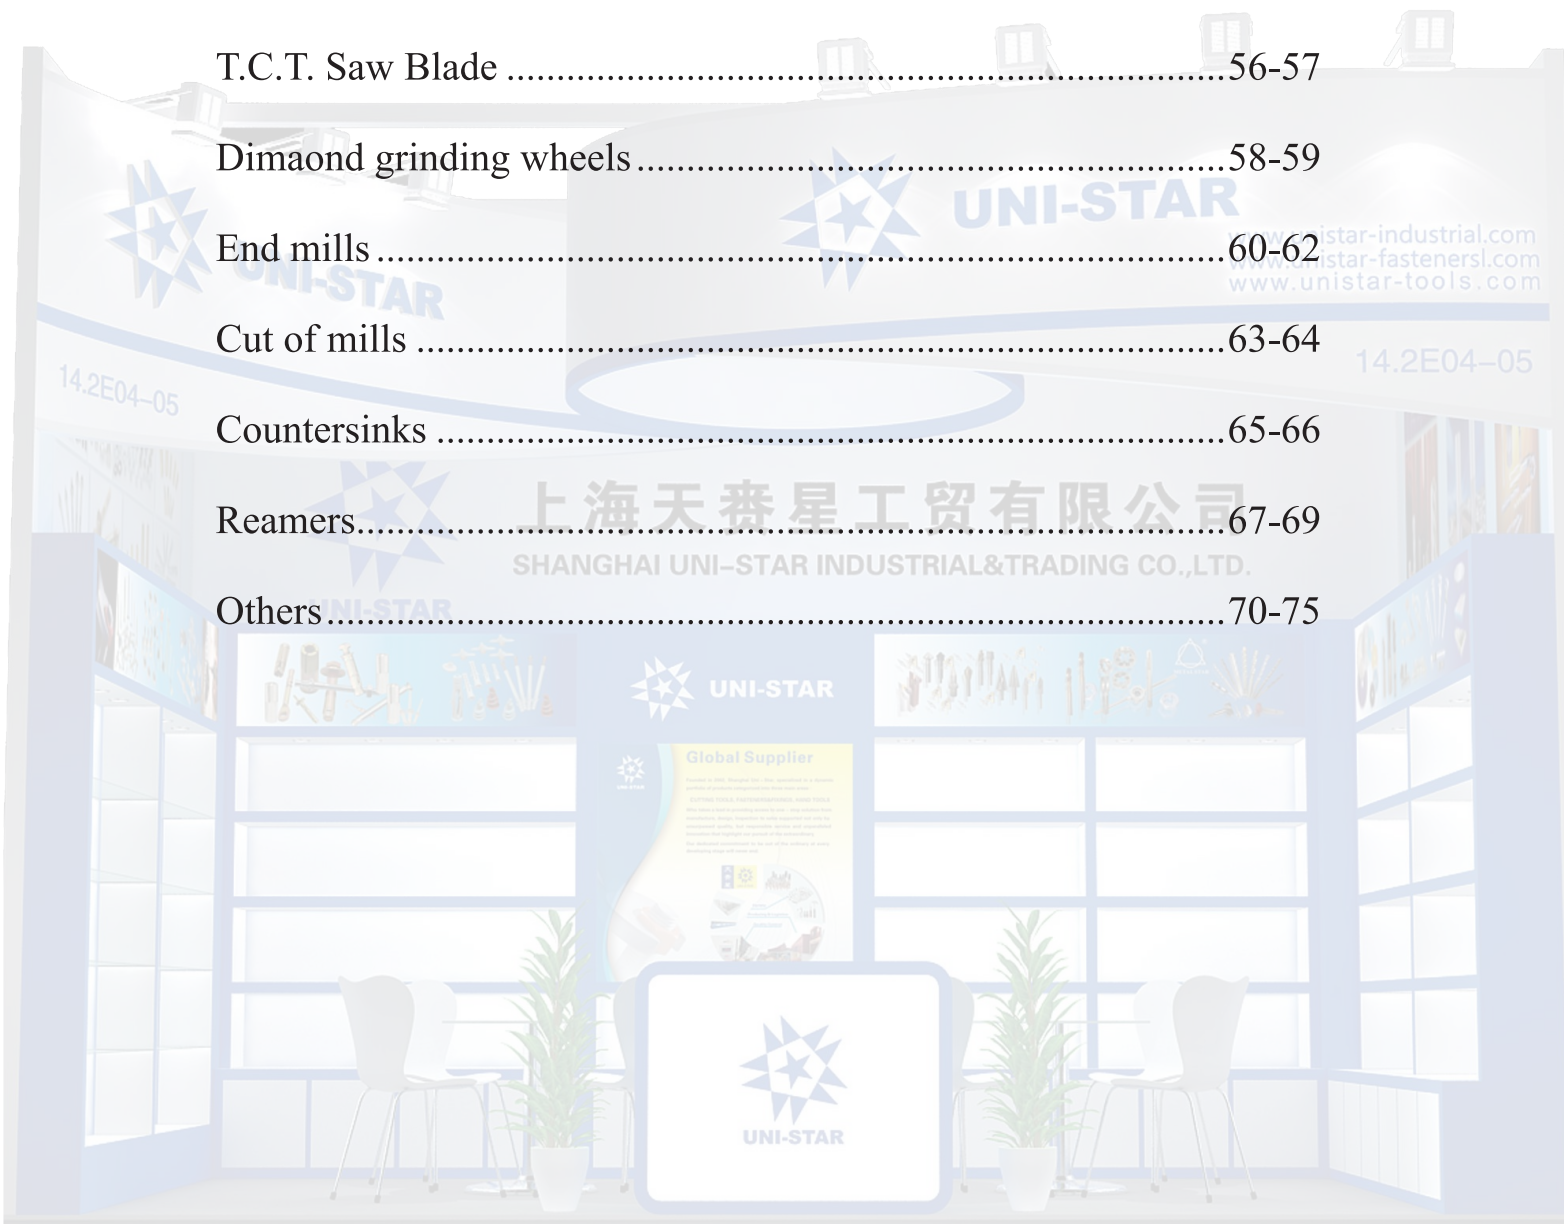 T.C.T. Saw Blade ........................................................................56-57
Dimaond grinding wheels...........................................................58-59
End mills.....................................................................................60-62
Cut of mills .................................................................................63-64
Countersinks ...............................................................................65-66
Reamers.......................................................................................67-69
Others..........................................................................................70-75
UNI-STAR
UNI-STAR
www.unistar-industrial.com
www.unistar-fastenersl.com
www.unistar-tools.com
14.2E04-05
14.2E04-05
上海天赉星工贸有限公司
SHANGHAI UNI-STAR INDUSTRIAL&TRADING CO.,LTD.
UNI-STAR
UNI-STAR
Global Supplier
UNI-STAR